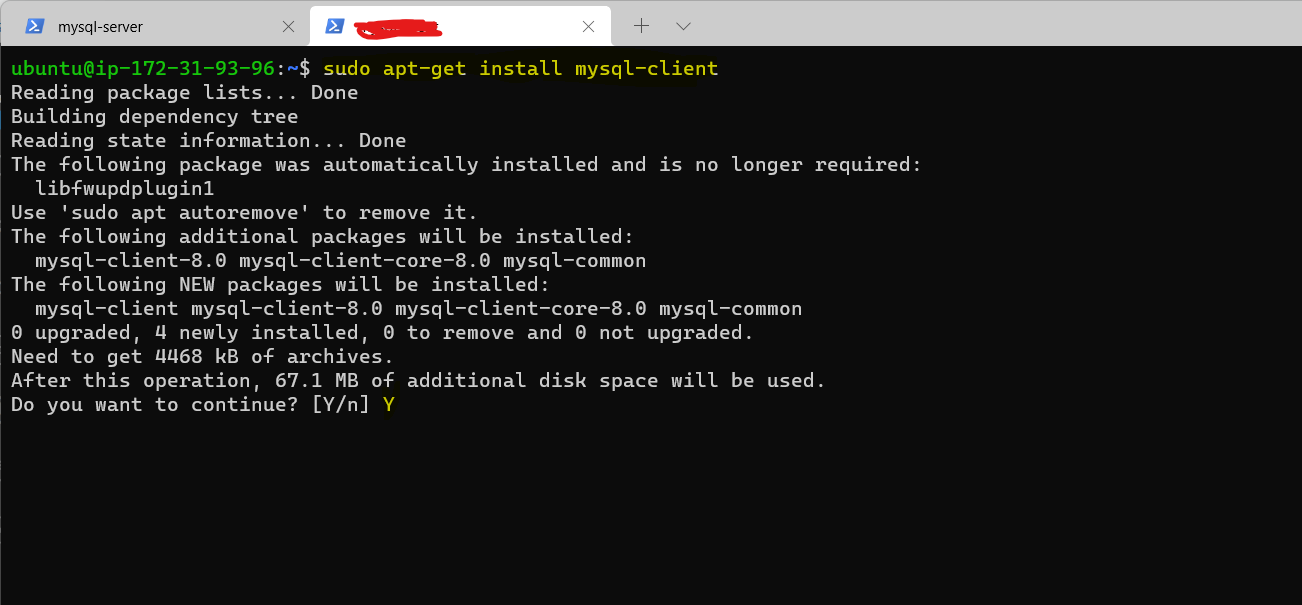 mysql-server
ubuntu@ip-172-31-93-96:~$ sudo apt-get install mysql-client
Reading package lists... Done
Building dependency tree
Reading state information... Done
The following package was automatically installed and is no longer required:
  libfwupdplugin1
Use 'sudo apt autoremove' to remove it.
The following additional packages will be installed:
  mysql-client-8.0 mysql-client-core-8.0 mysql-common
The following NEW packages will be installed:
  mysql-client mysql-client-8.0 mysql-client-core-8.0 mysql-common
0 upgraded, 4 newly installed, 0 to remove and 0 not upgraded.
Need to get 4468 kB of archives.
After this operation, 67.1 MB of additional disk space will be used.
Do you want to continue? [Y/n] Y